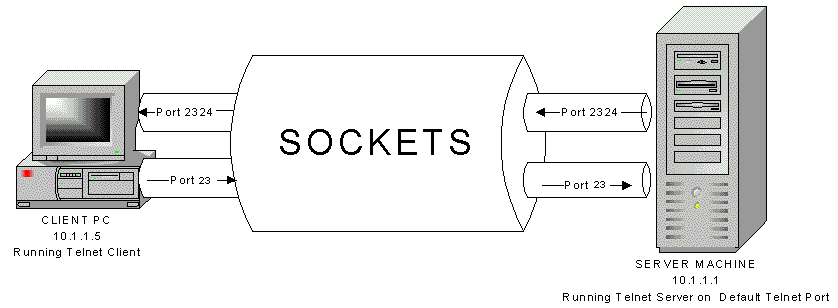 Port 2324
Port 2324
SOCKETS
Port 23
Port 23
CLIENT PC
10.1.1.5
Running Telnet Client
SERVER MACHINE
10.1.1.1
Running Telnet Server on Default Telnet Port